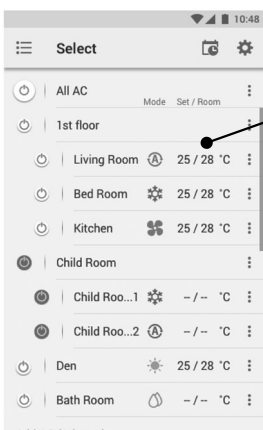 10:48
Select
All AC
Mode Set / Room
1st floor
Living Room A 25 / 28 °C
Bed Room 25 / 28 °C
Kitchen 25 / 28 °C
Child Room
Child Roo...1 -- / -- °C
Child Roo...2 A -- / -- °C
Den 25 / 28 °C
Bath Room -- / -- °C